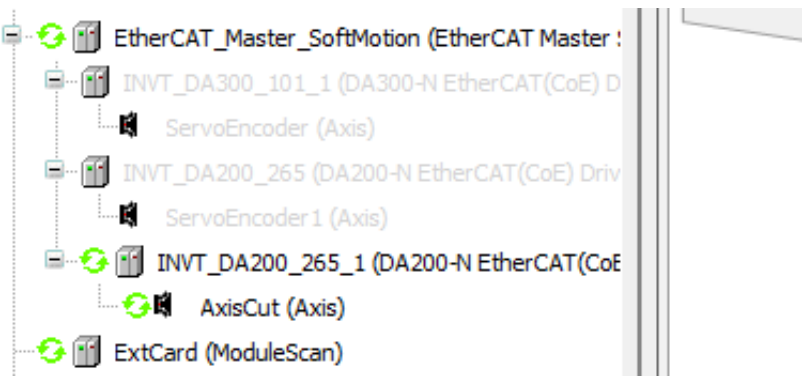 EtherCAT_Master_SoftMotion (EtherCAT Master
INVT_DA300_101_1 (DA300-N EtherCAT(CoE) D
ServoEncoder (Axis)
INVT_DA200_265 (DA200-N EtherCAT(CoE) Driv
ServoEncoder1 (Axis)
INVT_DA200_265_1 (DA200-N EtherCAT(CoE
AxisCut (Axis)
ExtCard (ModuleScan)